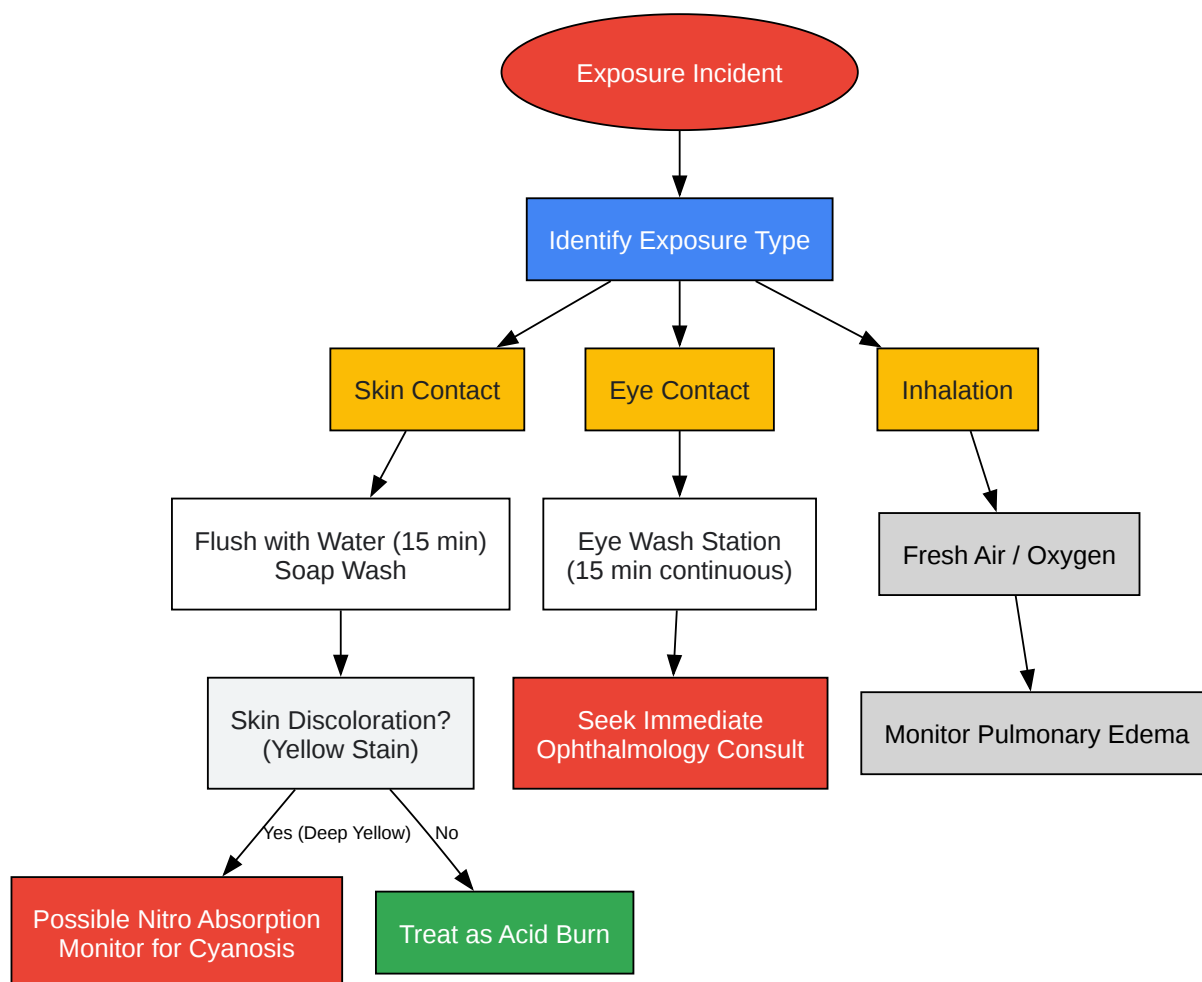 Exposure Incident
Identify Exposure Type
Skin Contact
Eye Contact
Inhalation
Flush with Water (15 min)
Soap Wash
Eye Wash Station
(15 min continuous)
Fresh Air / Oxygen
Skin Discoloration?
(Yellow Stain)
Seek Immediate
Ophthalmology Consult
Monitor Pulmonary Edema
Yes (Deep Yellow)
No
Possible Nitro Absorption
Monitor for Cyanosis
Treat as Acid Burn